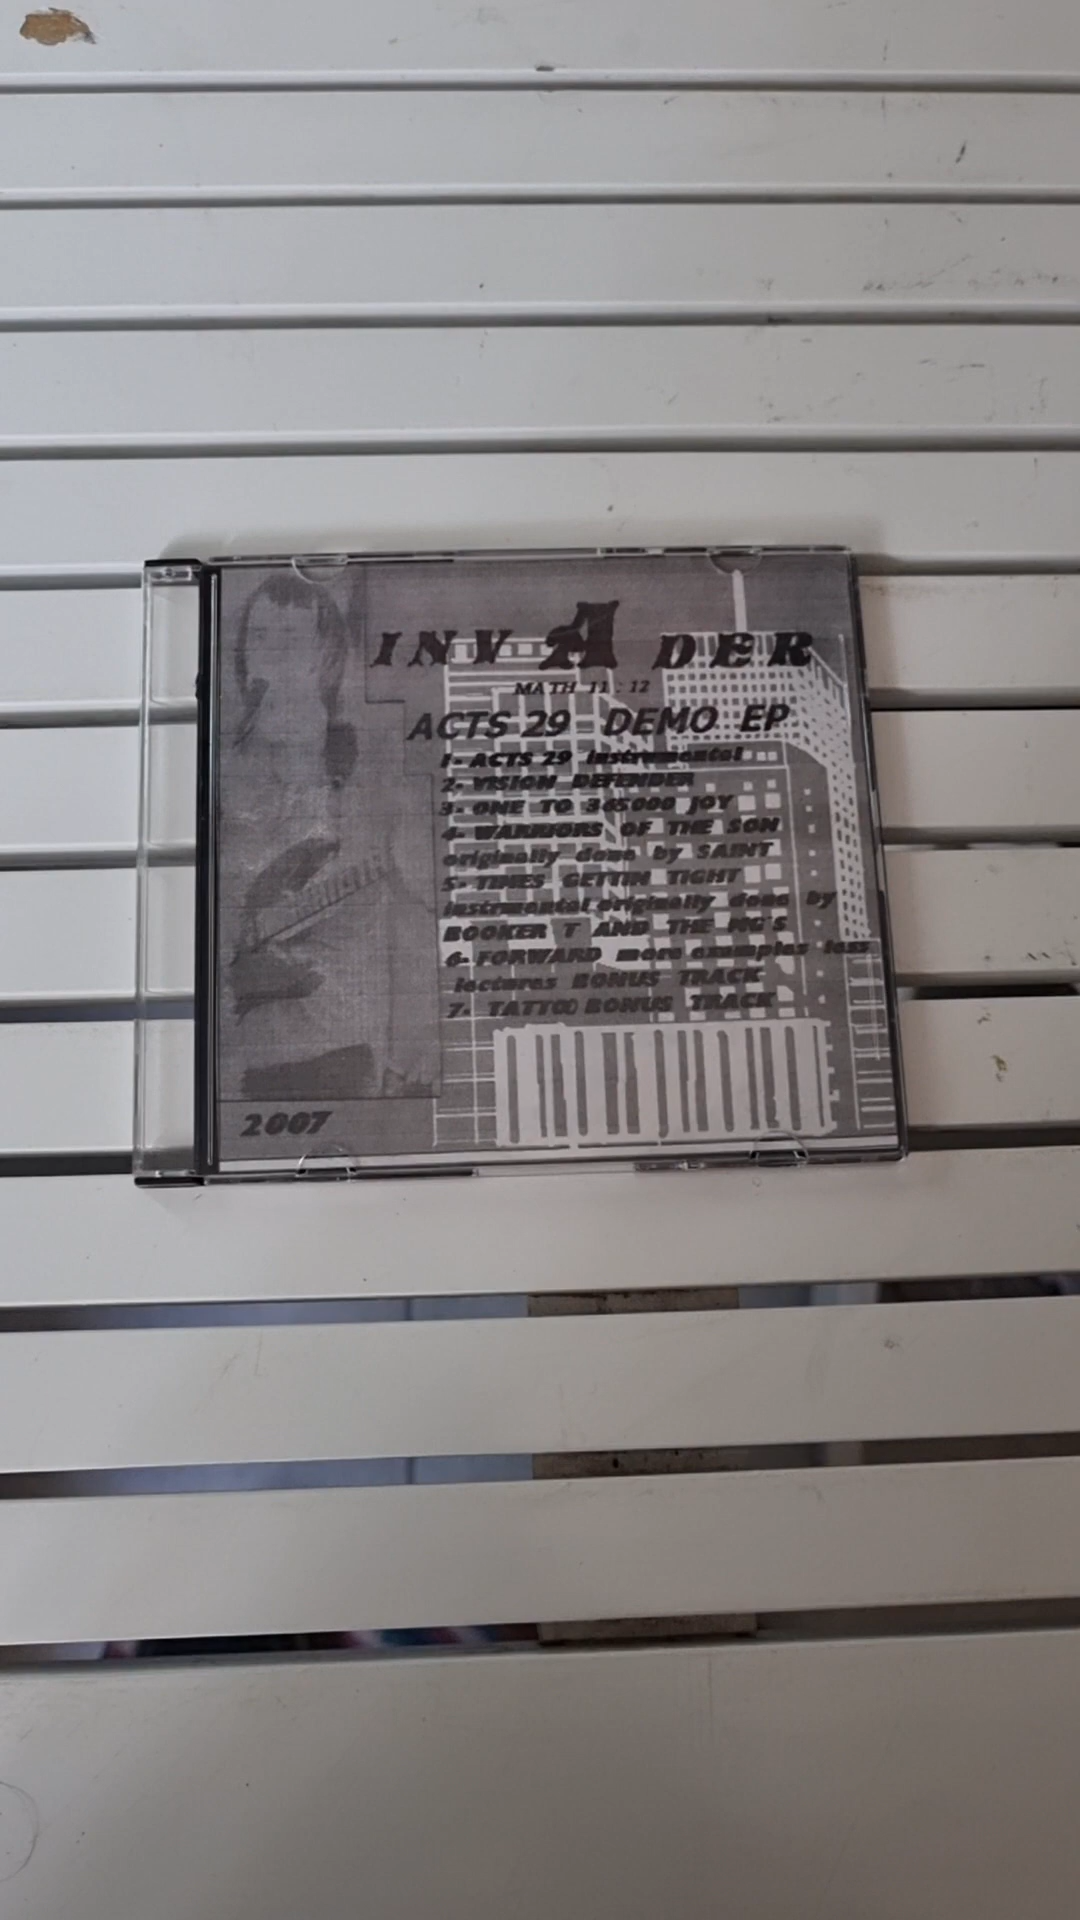 INVADER
MATH 11:12
ACTS 29 DEMO EP
1- ACTS 29 instrumental
2- VISION DEFENDER
3- ONE TO 365000 JOY
4- WARRIORS OF THE SON
originally done by SAINT
5- TIMES GETTIN TIGHT
instrumental originally done by
BOOKER T AND THE MG'S
6- FORWARD more examples less
lectures BONUS TRACK
7- TATTOO BONUS TRACK
2007